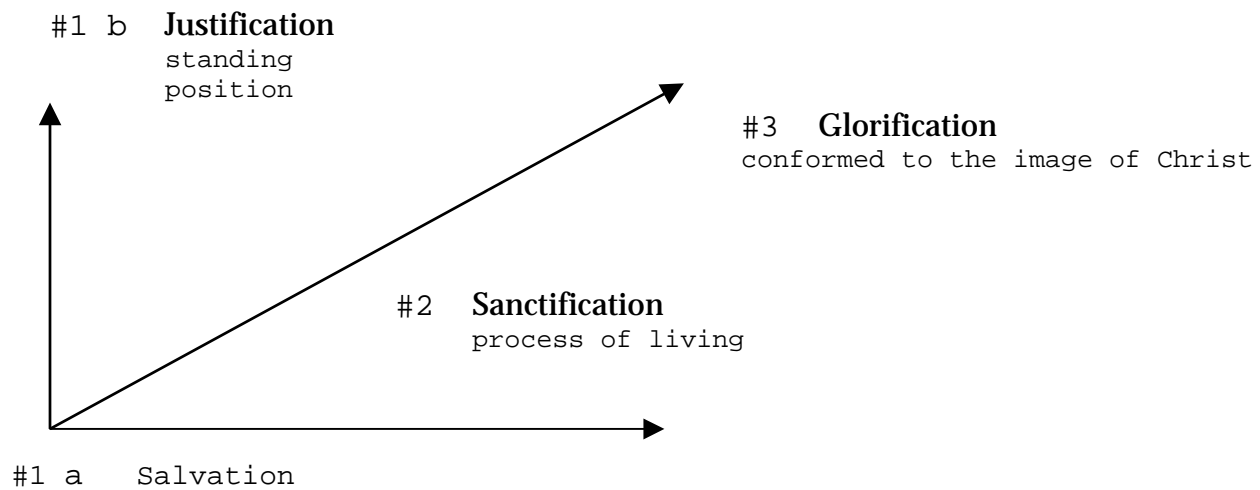 #1 b Justification
standing
position
#3 Glorification
conformed to the image of Christ
#2 Sanctification
process of living
#1 a Salvation